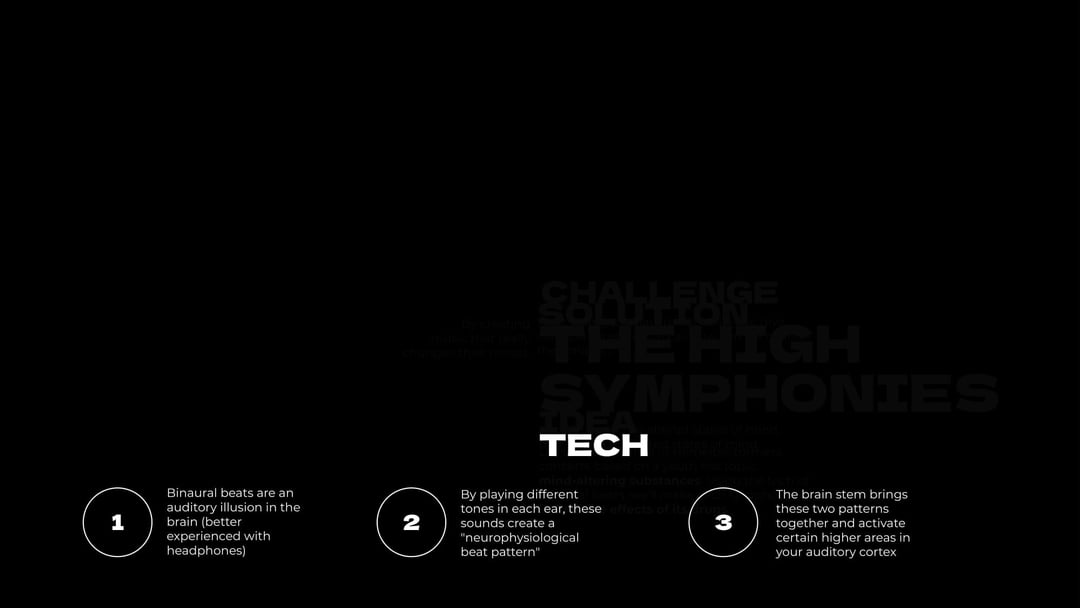 CHALLENGE
SOLUTION
THE HIGH
SYMPHONIES
IDEA
TECH
1
Binaural beats are an
auditory illusion in the
brain (better
experienced with
headphones)
2
By playing different
tones in each ear, these
sounds create a
"neurophysiological
beat pattern"
3
The brain stem brings
these two patterns
together and activate
certain higher areas in
your auditory cortex